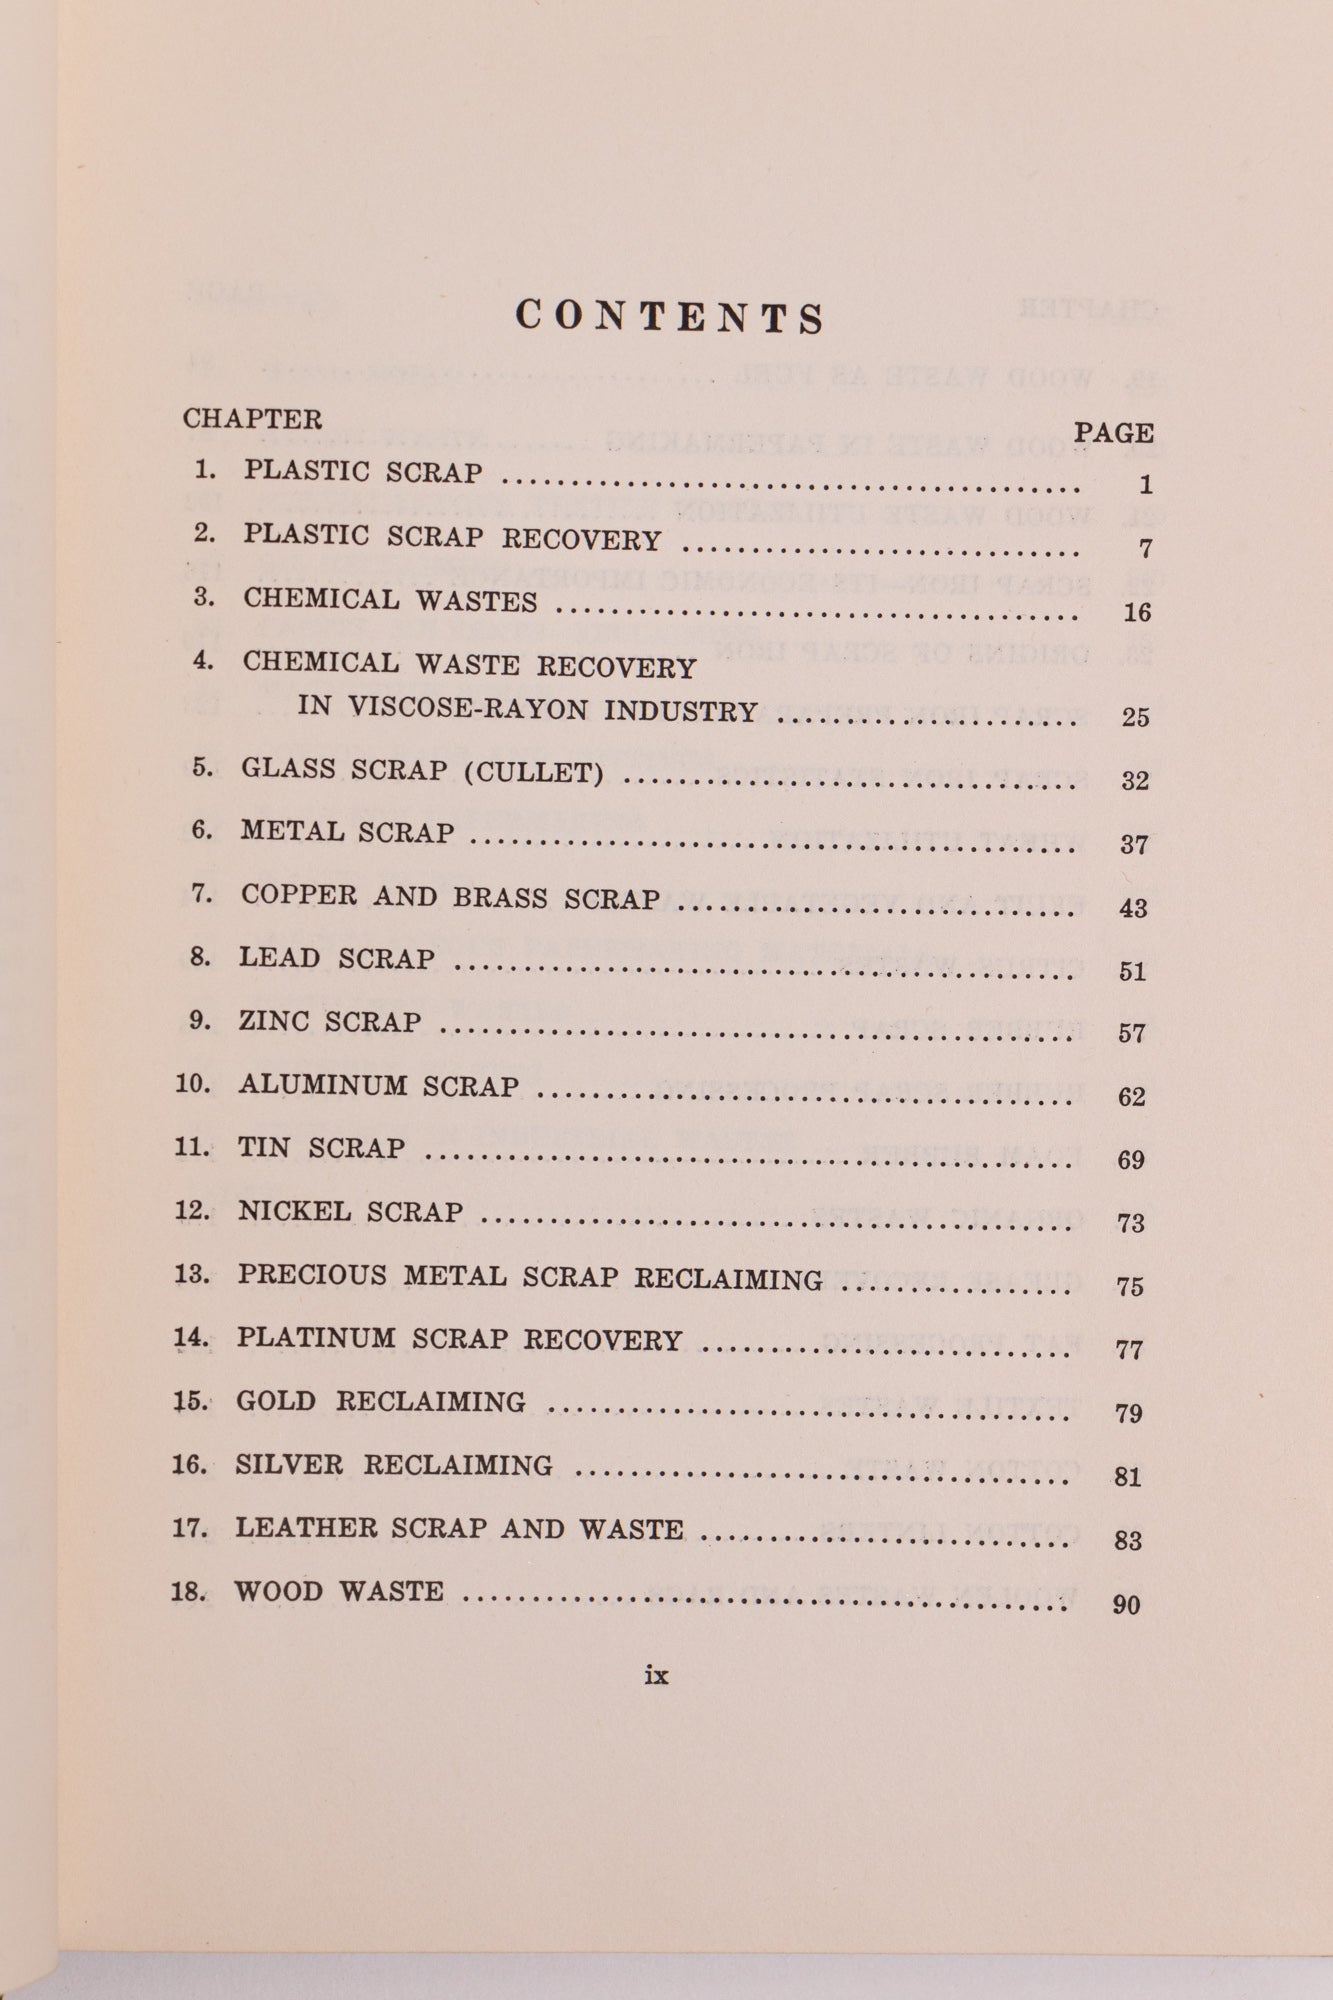 CONTENTS
CHAPTER PAGE
1. PLASTIC SCRAP ........................................ 1
2. PLASTIC SCRAP RECOVERY ............................. 7
3. CHEMICAL WASTES ...................................... 16
4. CHEMICAL WASTE RECOVERY
IN VISCOSE-RAYON INDUSTRY ...................... 25
5. GLASS SCRAP (CULLET) ................................. 32
6. METAL SCRAP ............................................ 37
7. COPPER AND BRASS SCRAP ............................. 43
8. LEAD SCRAP ............................................. 51
9. ZINC SCRAP .............................................. 57
10. ALUMINUM SCRAP ....................................... 62
11. TIN SCRAP ............................................... 69
12. NICKEL SCRAP ........................................... 73
13. PRECIOUS METAL SCRAP RECLAIMING ................. 75
14. PLATINUM SCRAP RECOVERY ........................... 77
15. GOLD RECLAIMING ...................................... 79
16. SILVER RECLAIMING .................................... 81
17. LEATHER SCRAP AND WASTE ........................... 83
18. WOOD WASTE ............................................ 90
ix